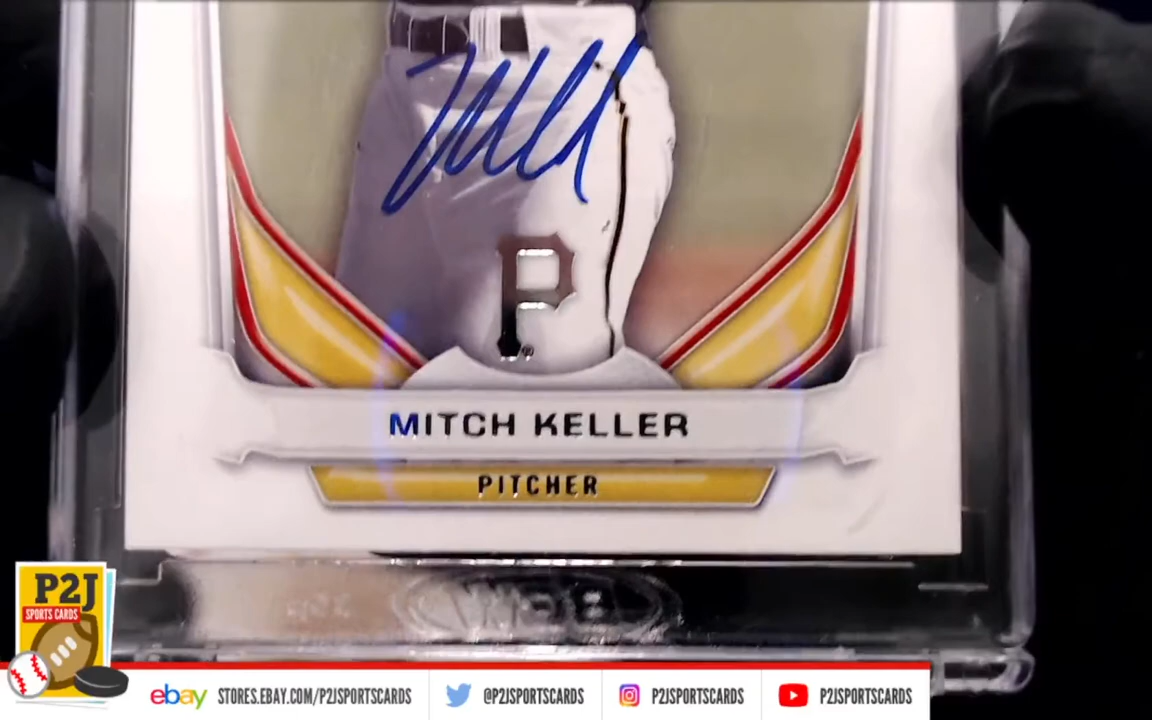 P
MITCH KELLER
PITCHER
P2J
SPORTS CARDS
ebay STORES.EBAY.COM/P2JSPORTSCARDS
@P2JSPORTSCARDS
P2JSPORTSCARDS
P2JSPORTSCARDS